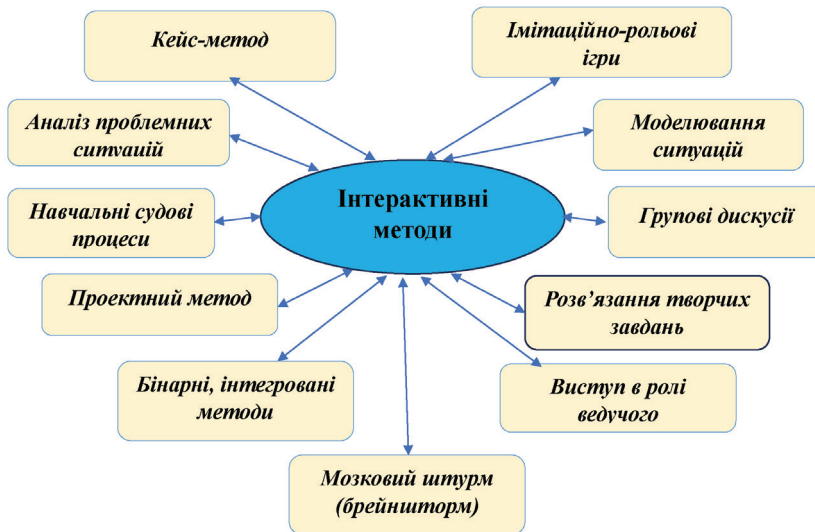 Кейс-метод
Імітаційно-рольові
ігри
Аналіз проблемних
ситуацій
Моделювання
ситуацій
Інтерактивні
методи
Навчальні судові
процеси
Групові дискусії
Проектний метод
Розв’язання творчих
завдань
Бінарні, інтегровані
методи
Виступ в ролі
ведучого
Мозковий штурм
(брейншторм)